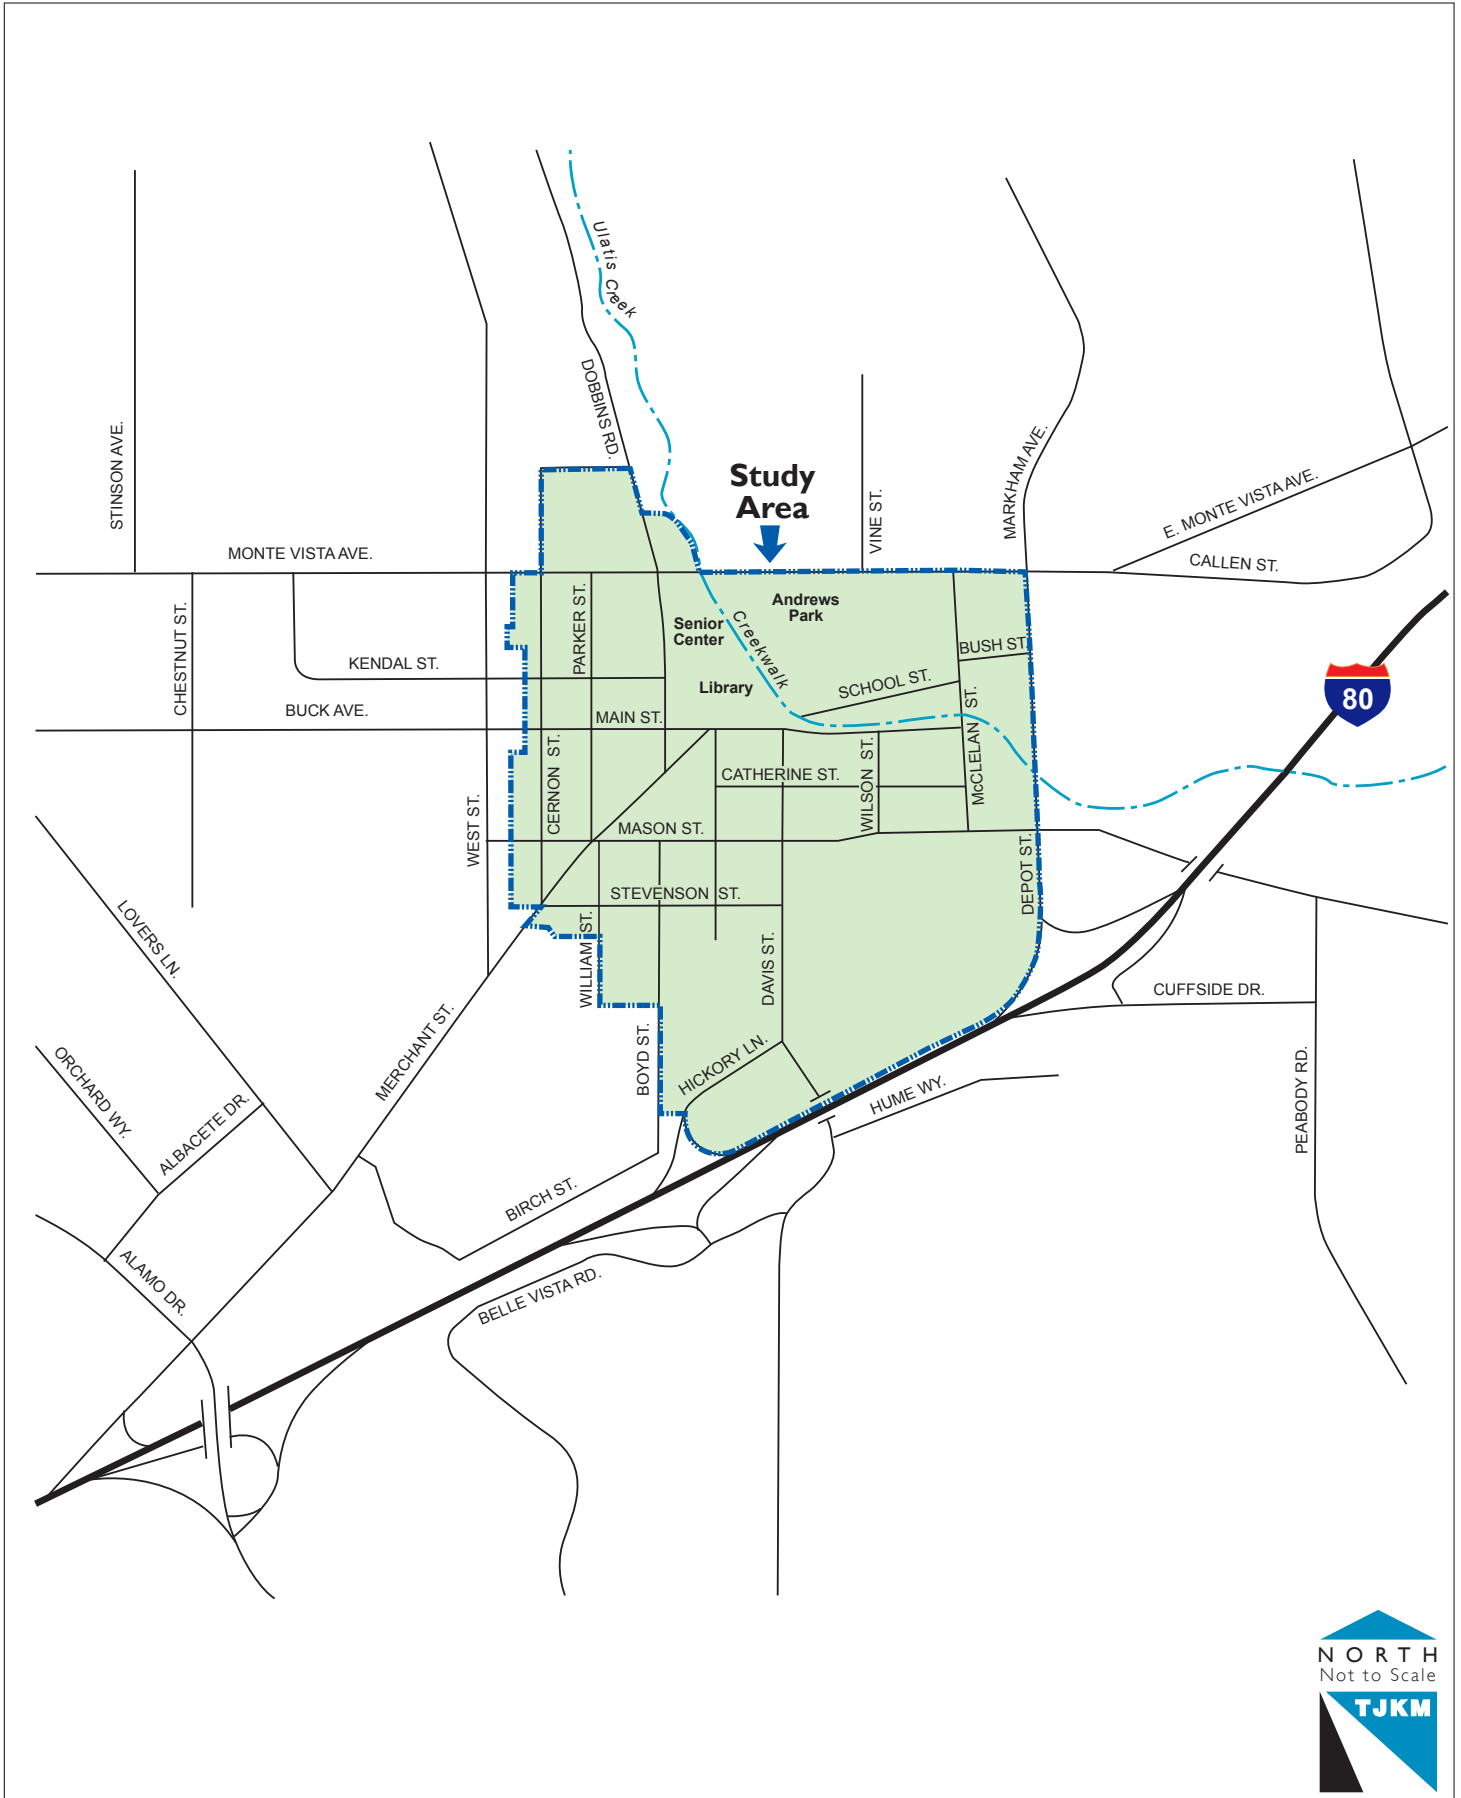 Ulatis Creek
DOBBINS RD.
STINSON AVE.
Study
Area
VINE ST.
MARKHAM AVE.
E. MONTE VISTA AVE.
MONTE VISTA AVE.
CALLEN ST.
CHESTNUT ST.
PARKER ST.
Andrews
Park
Senior
Center
Creekwalk
BUSH ST.
KENDAL ST.
Library
SCHOOL ST.
80
BUCK AVE.
MAIN ST.
McCLELAN ST.
CERNON ST.
CATHERINE ST.
WILSON ST.
WEST ST.
MASON ST.
DEPOT ST.
STEVENSON ST.
LOVERS LN.
WILLIAM ST.
DAVIS ST.
CUFFSIDE DR.
MERCHANT ST.
BOYD ST.
HICKORY LN.
ORCHARD WY.
HUME WY.
PEABODY RD.
ALBACETE DR.
BIRCH ST.
ALAMO DR.
BELLE VISTA RD.
NORTH
Not to Scale
TJKM